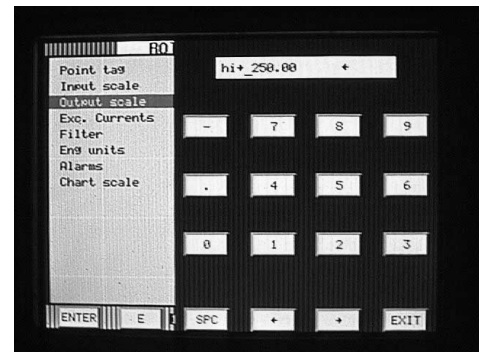 RO
Point tag
Input scale
Output scale
Exc. Currents
Filter
Eng units
Alarms
Chart scale
hi+_250.00 ←
- 7 8 9
. 4 5 6
0 1 2 3
ENTER E SPC ← → EXIT